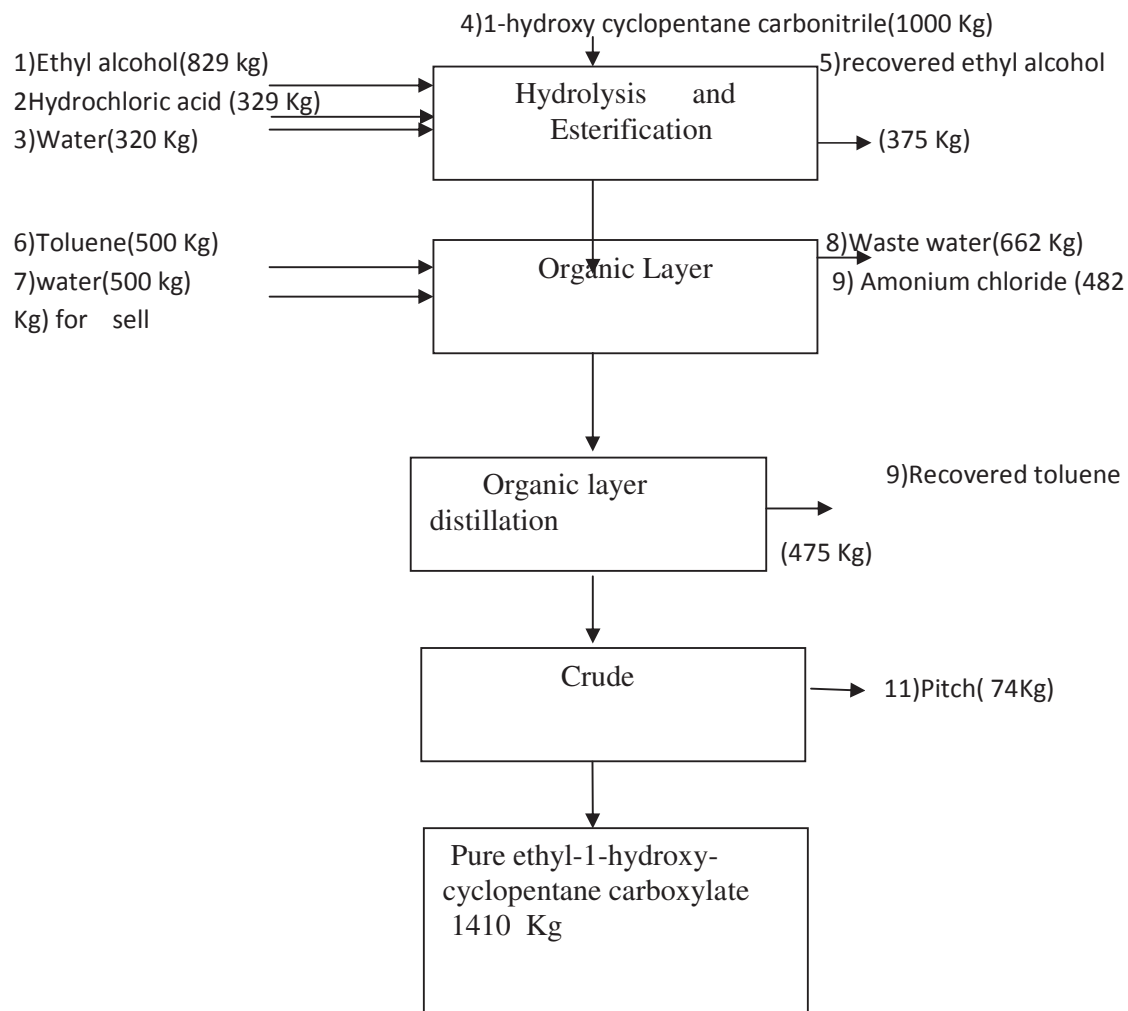 4)1-hydroxy cyclopentane carbonitrile(1000 Kg)
1)Ethyl alcohol(829 kg)
2Hydrochloric acid (329 Kg)
3)Water(320 Kg)
Hydrolysis and
Esterification
5)recovered ethyl alcohol
(375 Kg)
6)Toluene(500 Kg)
7)water(500 kg)
Kg) for sell
Organic Layer
8)Waste water(662 Kg)
9) Amonium chloride (482
Organic layer
distillation
9)Recovered toluene
(475 Kg)
Crude
11)Pitch( 74Kg)
Pure ethyl-1-hydroxy-
cyclopentane carboxylate
1410 Kg